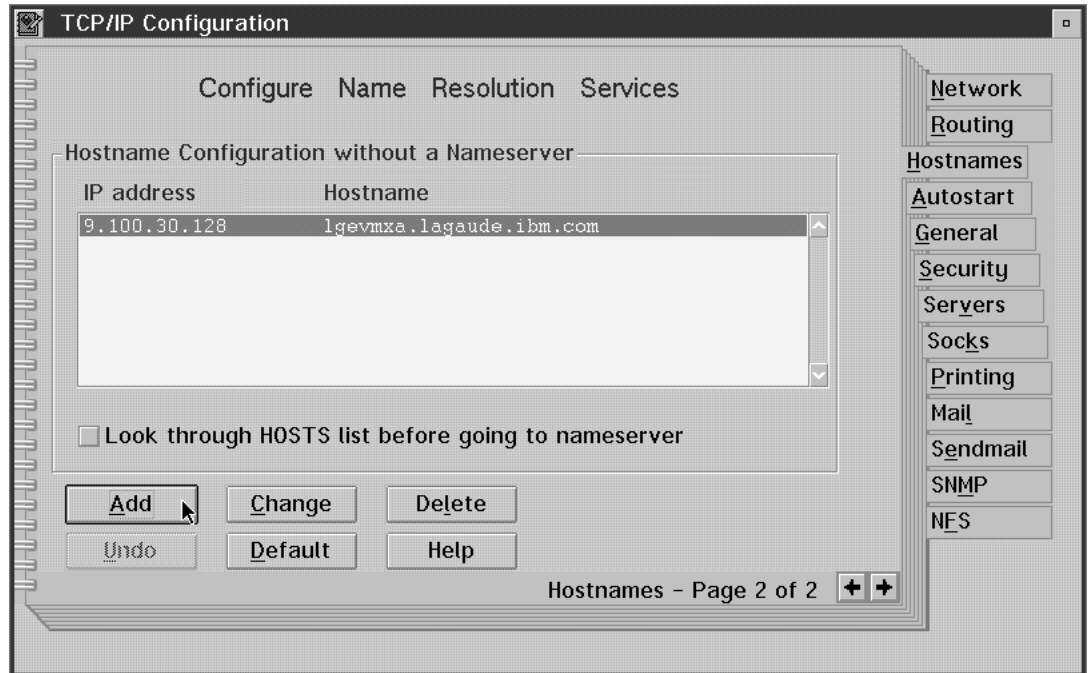 TCP/IP Configuration
Configure Name Resolution Services
Hostname Configuration without a Nameserver
IP address Hostname
9.100.30.128 lgevmxa.lagaude.ibm.com
Look through HOSTS list before going to nameserver
Add Change Delete
Undo Default Help
Hostnames - Page 2 of 2
Network
Routing
Hostnames
Autostart
General
Security
Servers
Socks
Printing
Mail
Sendmail
SNMP
NFS